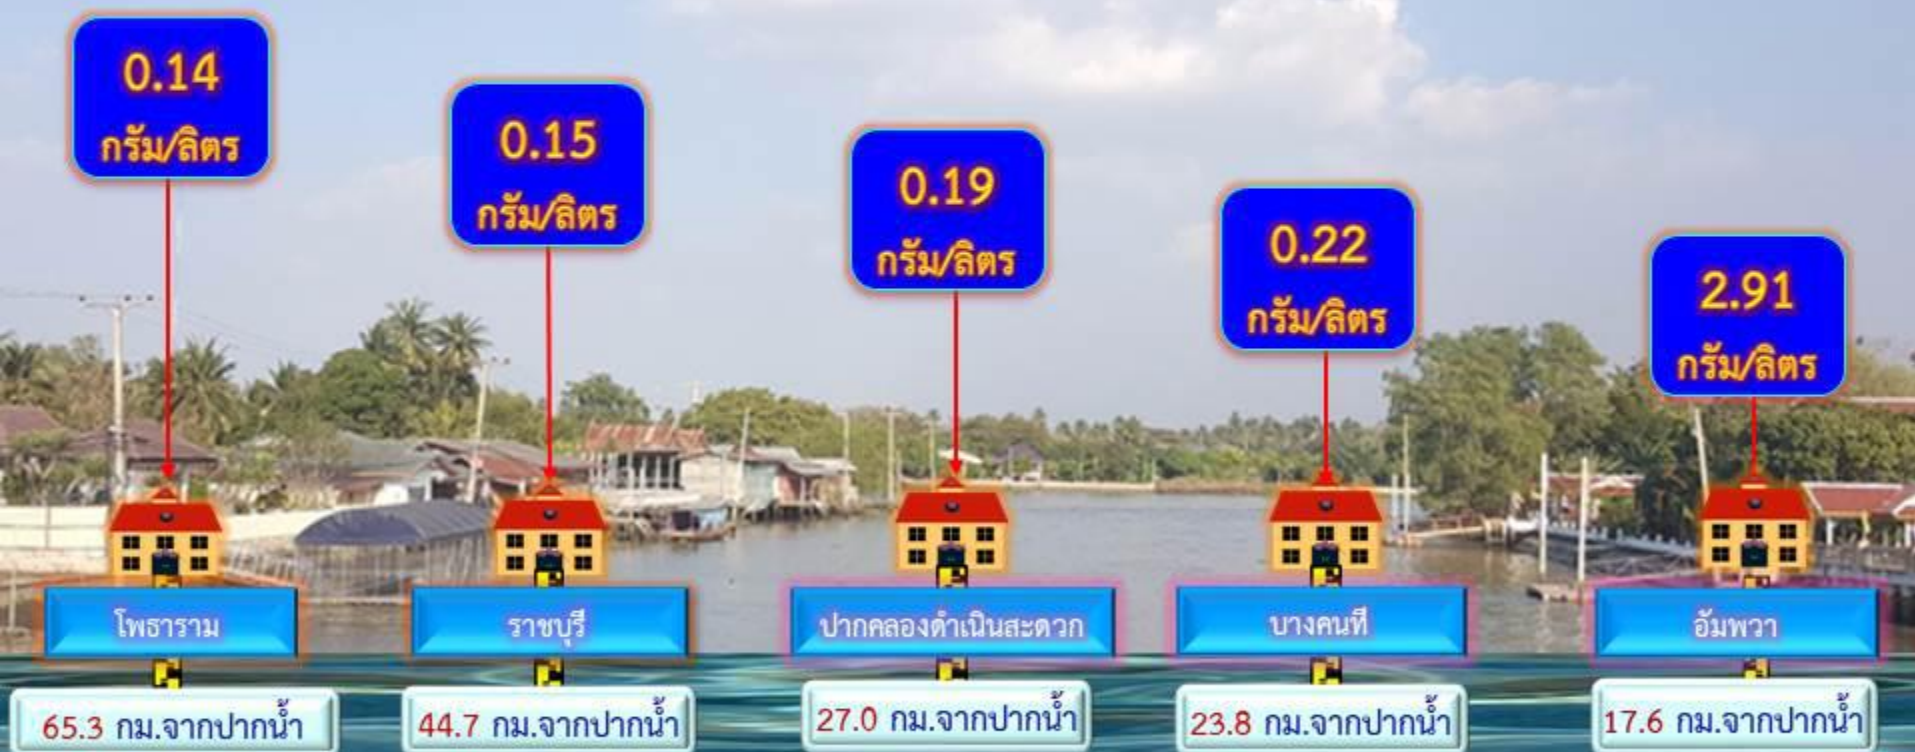 0.14
กรัม/ลิตร
0.15
กรัม/ลิตร
0.19
กรัม/ลิตร
0.22
กรัม/ลิตร
2.91
กรัม/ลิตร
โพธาราม
ราชบุรี
ปากคลองดำเนินสะดวก
บางคนที
อัมพวา
65.3 กม.จากปากน้ำ
44.7 กม.จากปากน้ำ
27.0 กม.จากปากน้ำ
23.8 กม.จากปากน้ำ
17.6 กม.จากปากน้ำ